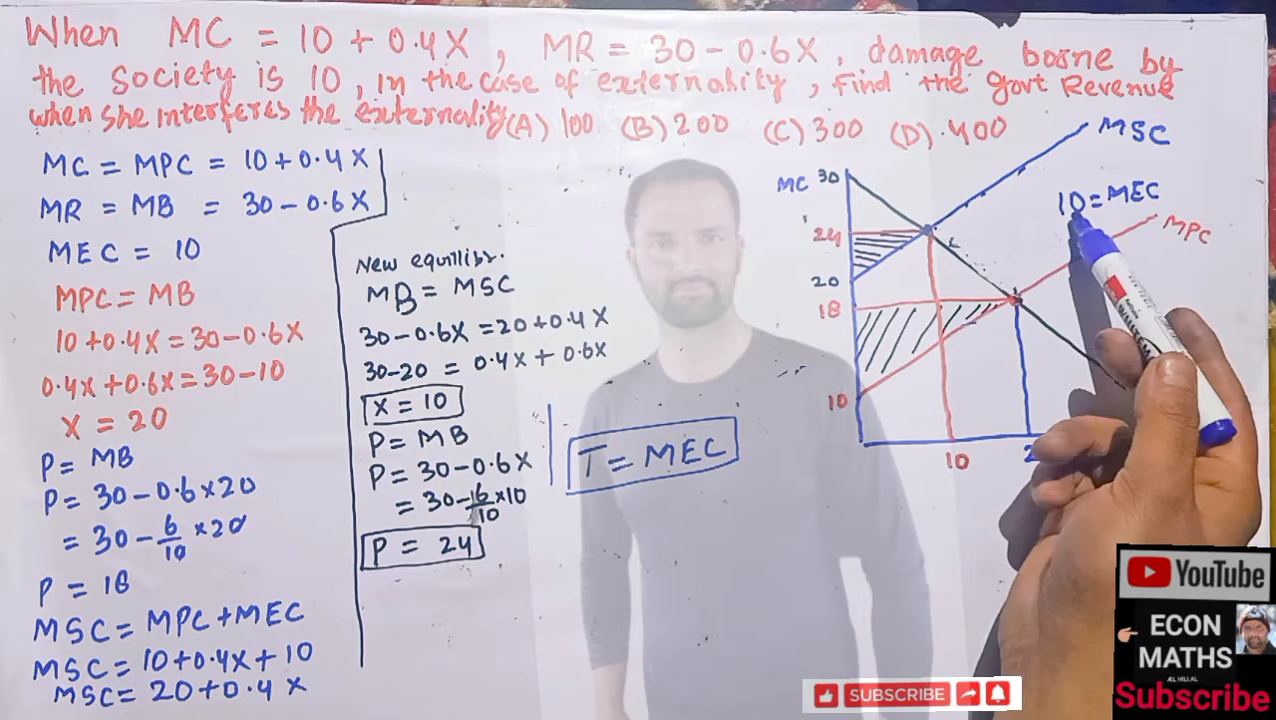 When MC = 10 + 0.4X , MR = 30 - 0.6X , damage borne by
the society is 10 , in the case of externality , Find the govt Revenue
when she interferes the externality (A) 100 (B) 200 (C) 300 (D) .400
MC = MPC = 10 + 0.4X
MR = MB = 30 - 0.6X
MEC = 10
MPC = MB
10 + 0.4X = 30 - 0.6X
0.4X + 0.6X = 30 - 10
X = 20
P = MB
P = 30 - 0.6 x 20
= 30 - 6/10 x 20
P = 18
MSC = MPC + MEC
MSC = 10 + 0.4X + 10
MSC = 20 + 0.4 X
New equilibr.
MB = MSC
30 - 0.6X = 20 + 0.4 X
30 - 20 = 0.4X + 0.6X
X = 10
P = MB
P = 30 - 0.6 X
= 30 - 16/10 x 10
P = 24
T = MEC
MSC
MC 30
10 = MEC
MPC
24
20
18
10
10
2
YouTube
ECON
MATHS
ÆL HILLAL
Subscribe
SUBSCRIBE